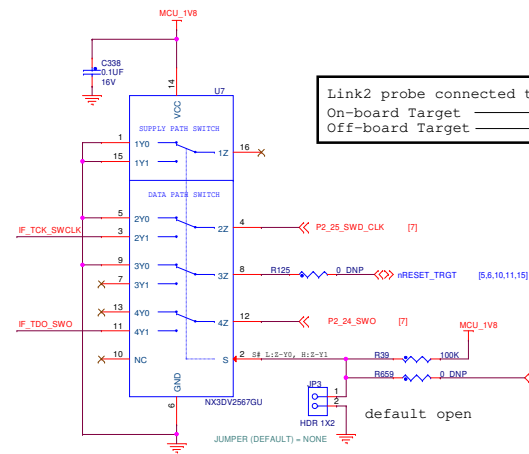 MCU_1V8
C338
0.1UF
16V
14
U7
VCC
Link2 probe connected t
On-board Target
Off-board Target
SUPPLY PATH SWITCH
1 1Y0
15 1Y1
1Z 16
DATA PATH SWITCH
5 2Y0
IF_TCK_SWCLK 3 2Y1
2Z 4 P2_25_SWD_CLK [7]
9 3Y0
7 3Y1
3Z 8 R125 0 DNP nRESET_TRGT [5,6,10,11,15]
13 4Y0
IF_TDO_SWO 11 4Y1
4Z 12 P2_24_SWO [7]
MCU_1V8
10 NC
S 2 S# L:Z-Y0, H:Z-Y1
R39 100K
R659 0 DNP
GND
6
NX3DV2567GU
JP3
1
2
HDR 1X2
default open
JUMPER (DEFAULT) = NONE